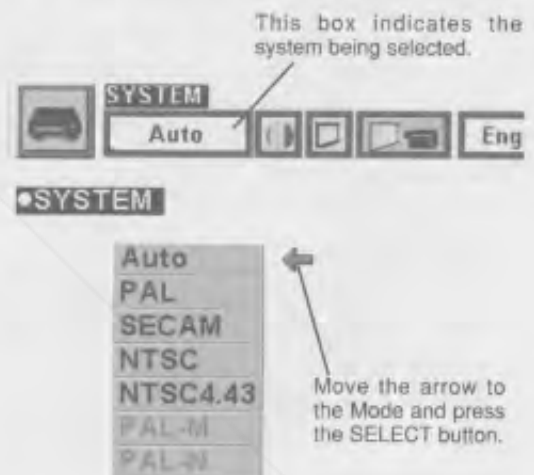 This box indicates the
system being selected.
SYSTEM
Auto
Eng
•SYSTEM
Auto
PAL
SECAM
NTSC
NTSC4.43
PAL-M
PAL-N
Move the arrow to
the Mode and press
the SELECT button.